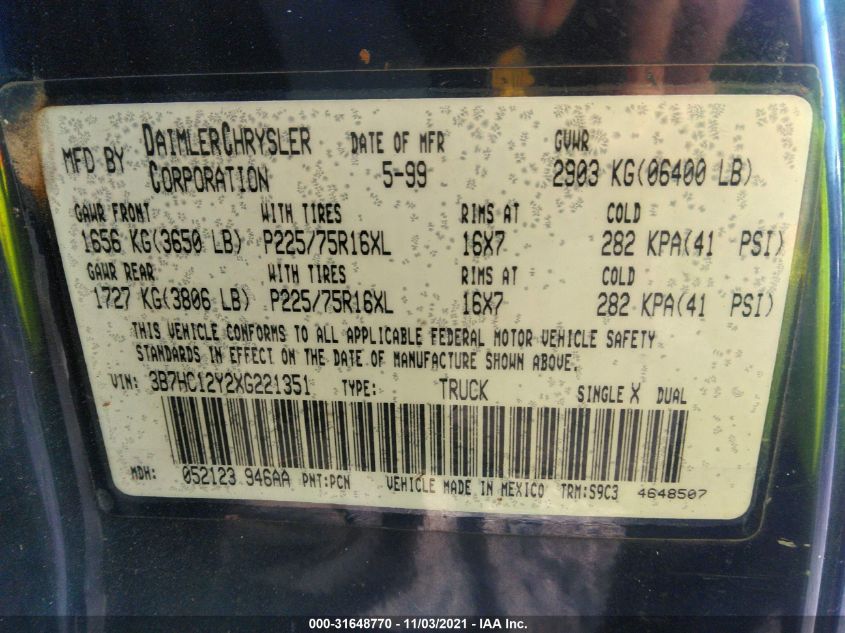 MFD BY DAIMLERCHRYSLER CORPORATION DATE OF MFR 5-99 GVWR 2903 KG(06400 LB)
GAWR FRONT WITH TIRES RIMS AT COLD
1656 KG(3650 LB) P225/75R16XL 16X7 282 KPA(41 PSI)
GAWR REAR WITH TIRES RIMS AT COLD
1727 KG(3806 LB) P225/75R16XL 16X7 282 KPA(41 PSI)
THIS VEHICLE CONFORMS TO ALL APPLICABLE FEDERAL MOTOR VEHICLE SAFETY
STANDARDS IN EFFECT ON THE DATE OF MANUFACTURE SHOWN ABOVE.
VIN: 3B7HC12Y2XG221351 TYPE: TRUCK SINGLE X DUAL
MDH: 052123 946AA PNT:PCN VEHICLE MADE IN MEXICO TRM:S9C3 4648507
000-31648770 - 11/03/2021 - IAA Inc.